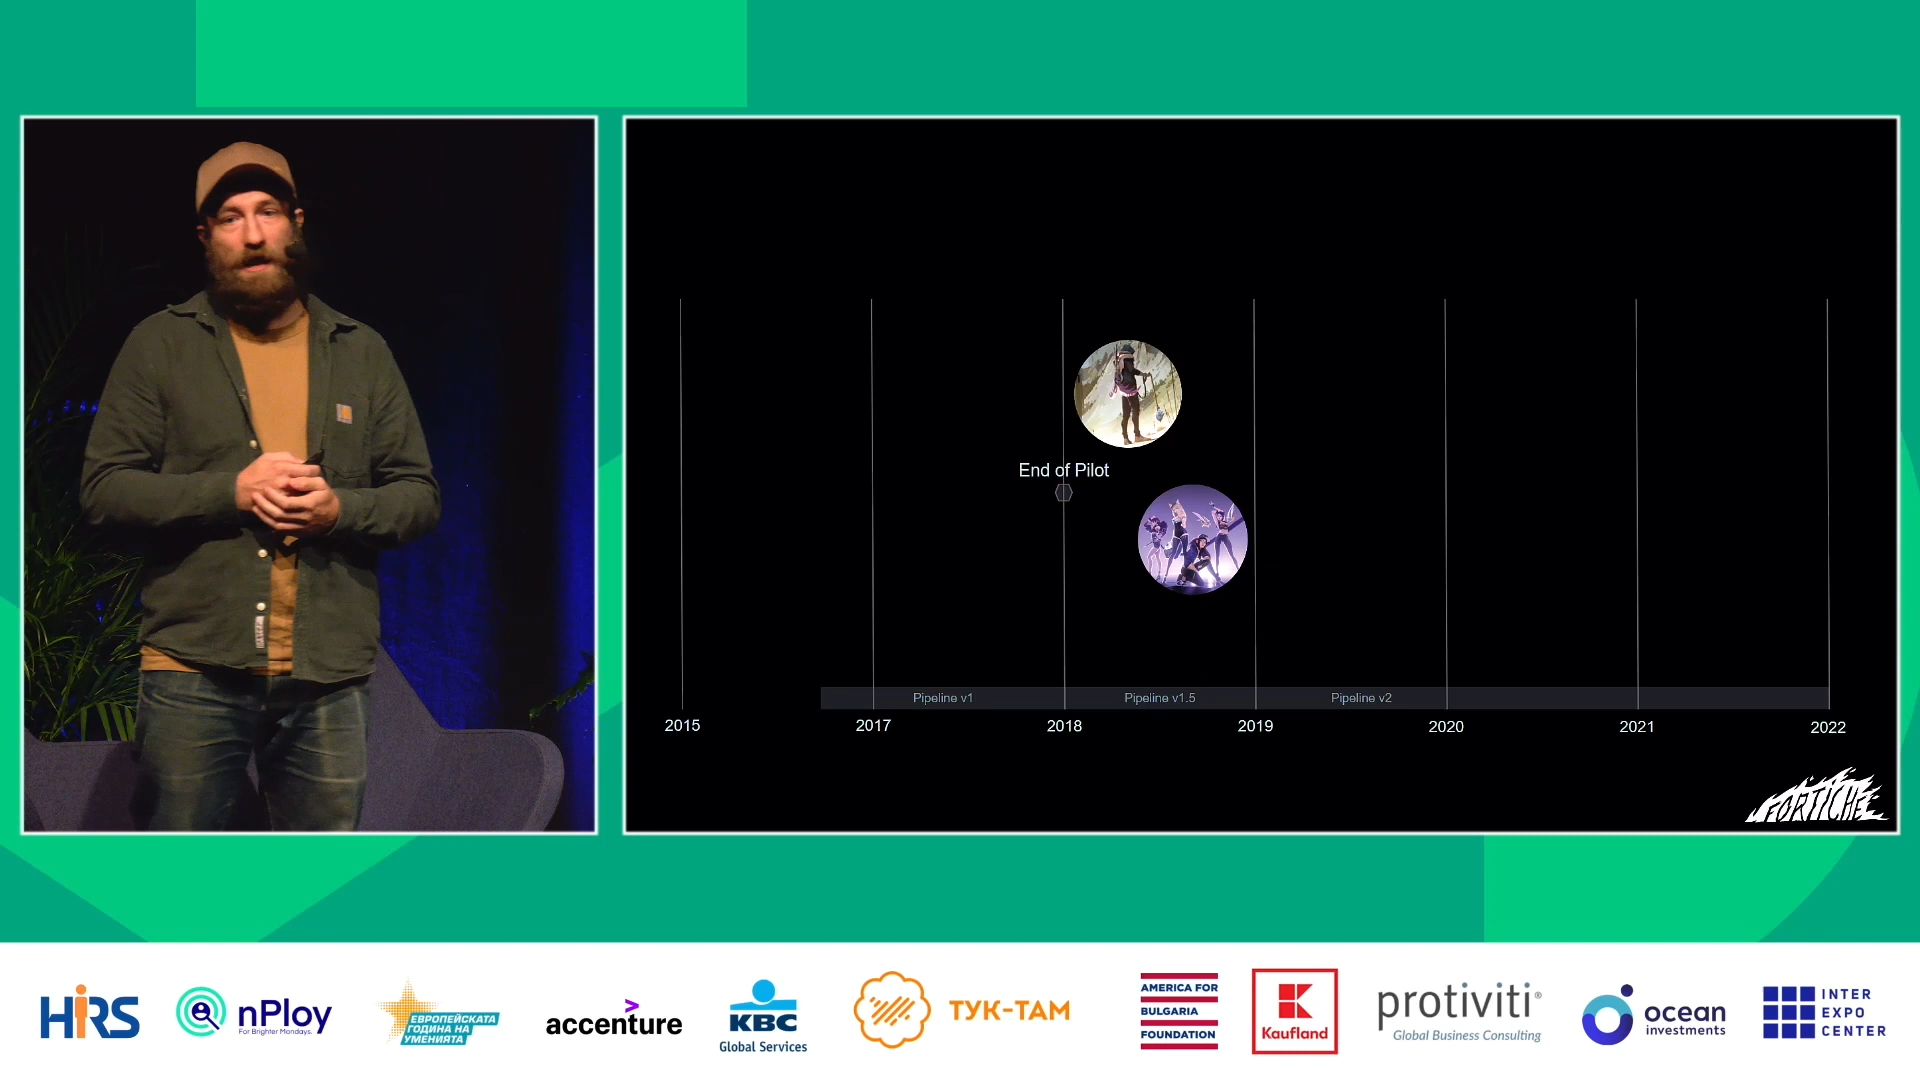 End of Pilot
Pipeline v1
Pipeline v1.5
Pipeline v2
2015
2017
2018
2019
2020
2021
2022
FORTICHE
HRS
nPloy
For Brighter Mondays.
ЕВРОПЕЙСКАТА
ГОДИНА НА
УМЕНИЯТА
accenture
KBC
Global Services
ТУК-ТАМ
AMERICA FOR
BULGARIA
FOUNDATION
Kaufland
protiviti®
Global Business Consulting
ocean
investments
INTER
EXPO
CENTER